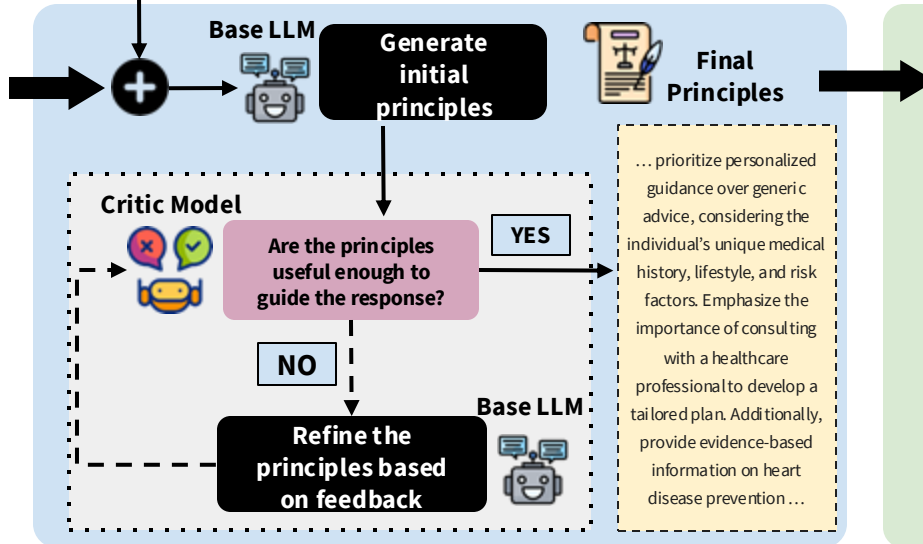 Base LLM
Generate
initial
principles
Final
Principles
Critic Model
Are the principles
useful enough to
guide the response?
YES
NO
Base LLM
Refine the
principles based
on feedback
… prioritize personalized
guidance over generic
advice, considering the
individual’s unique medical
history, lifestyle, and risk
factors. Emphasize the
importance of consulting
with a healthcare
professional to develop a
tailored plan. Additionally,
provide evidence-based
information on heart
disease prevention …